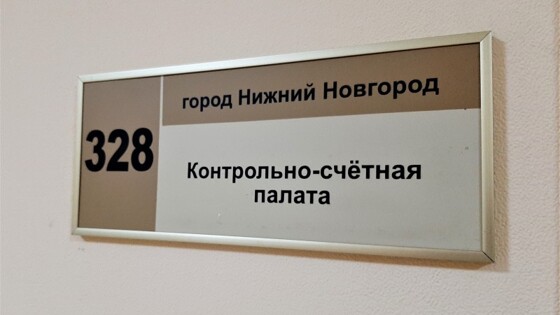 328
город Нижний Новгород
Контрольно-счётная
палата